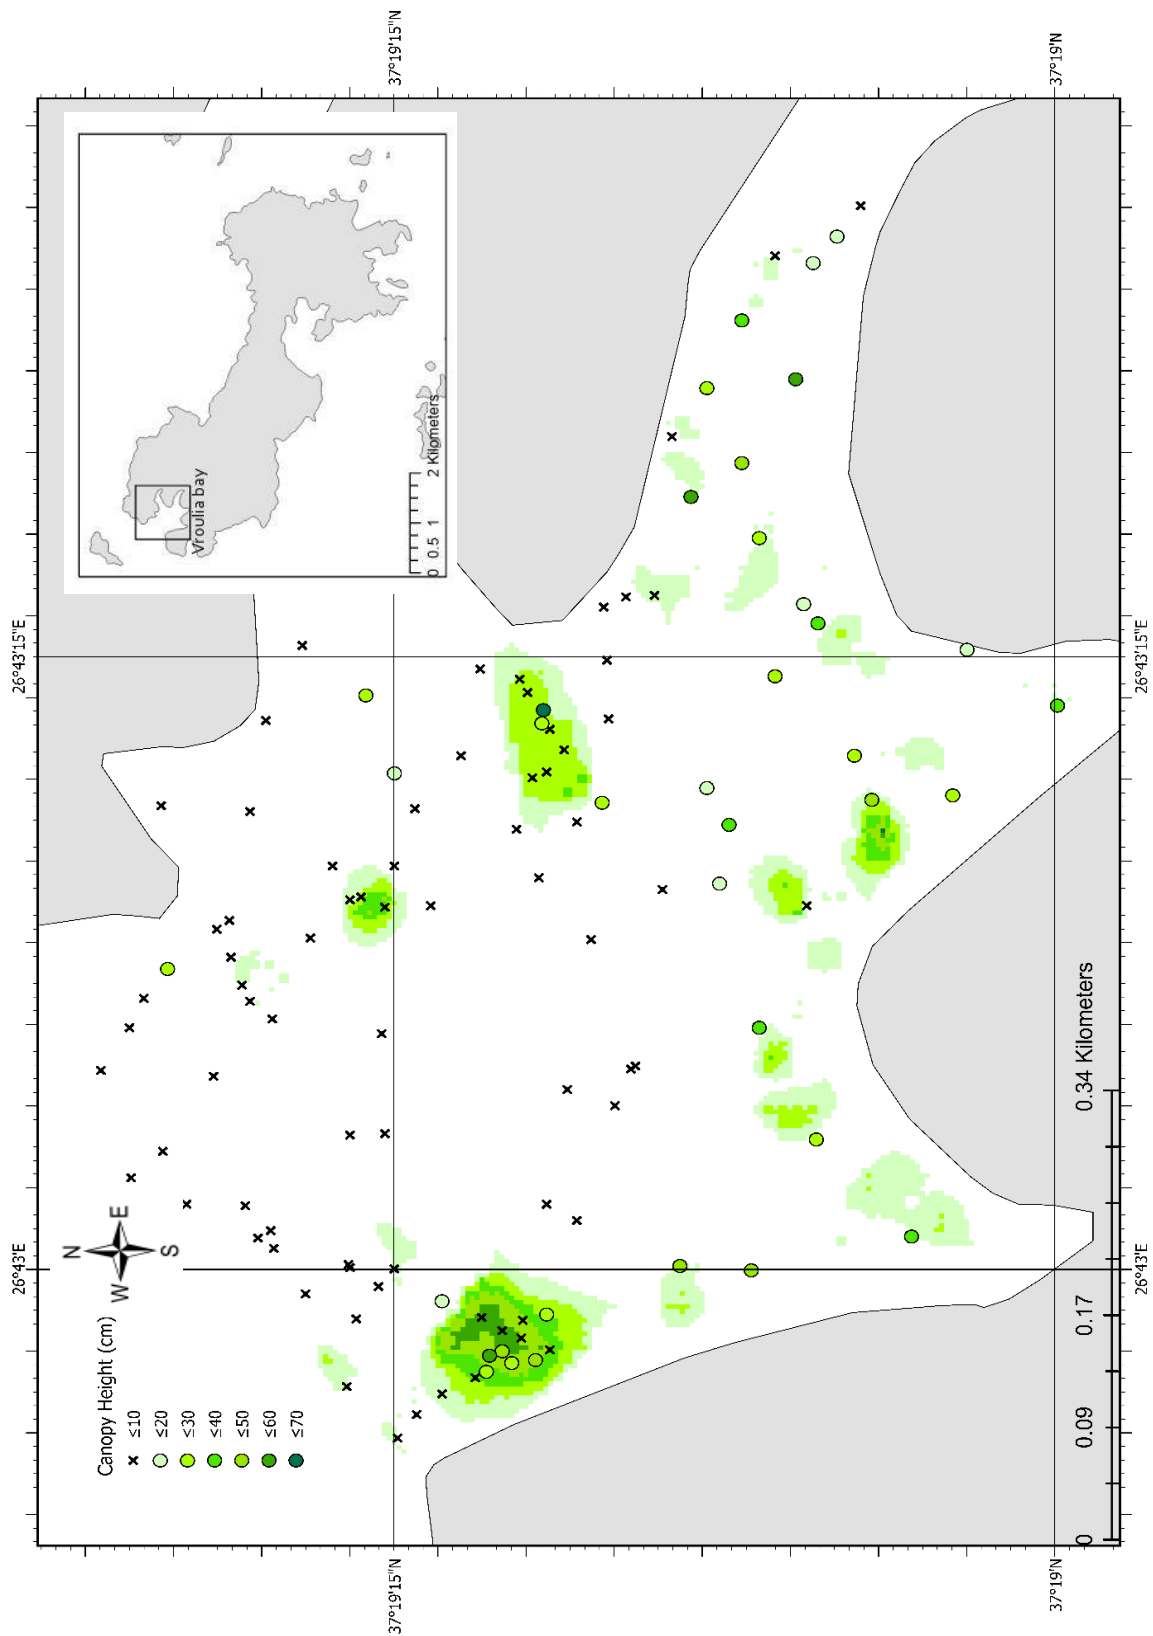 37°19'15"N
37°19'N
26°43'15"E
26°43'E
26°43'15"E
26°43'E
37°19'15"N
37°19'N
Vroulia bay
0 0.5 1 2 Kilometers
N
E
S
W
Canopy Height (cm)
≤10
≤20
≤30
≤40
≤50
≤60
≤70
0 0.09 0.17 0.34 Kilometers